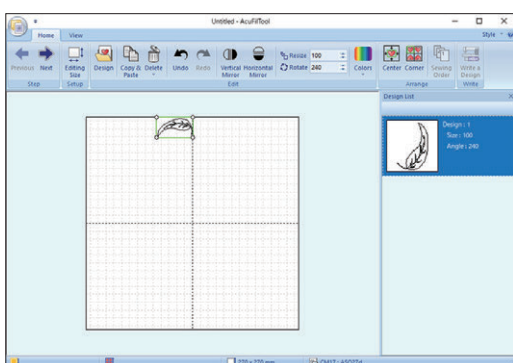 Untitled - AcuFilTool
Home View Style
Previous Next Editing Size Design Copy & Paste Delete Undo Redo Vertical Mirror Horizontal Mirror Resize 100 Rotate 240 Colors Center Corner Sewing Order Write a Design
Step Setup Edit Arrange Write
Design List X
Design : 1
Size : 100
Angle : 240